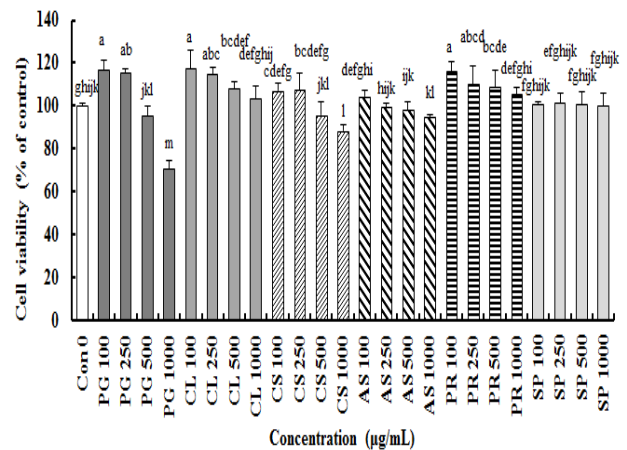 Cell viability (% of control)
140
120
100
80
60
40
20
0
ghijk
a
ab
jkl
m
a
abc
bcdef
defghij
cdefg
bcdefg
jkl
l
defghi
hijk
ijk
kl
a
abcd
bcde
defghi
fghijk
efghijk
fghijk
fghijk
Con 0
PG 100
PG 250
PG 500
PG 1000
CL 100
CL 250
CL 500
CL 1000
CS 100
CS 250
CS 500
CS 1000
AS 100
AS 250
AS 500
AS 1000
PR 100
PR 250
PR 500
PR 1000
SP 100
SP 250
SP 500
SP 1000
Concentration (µg/mL)